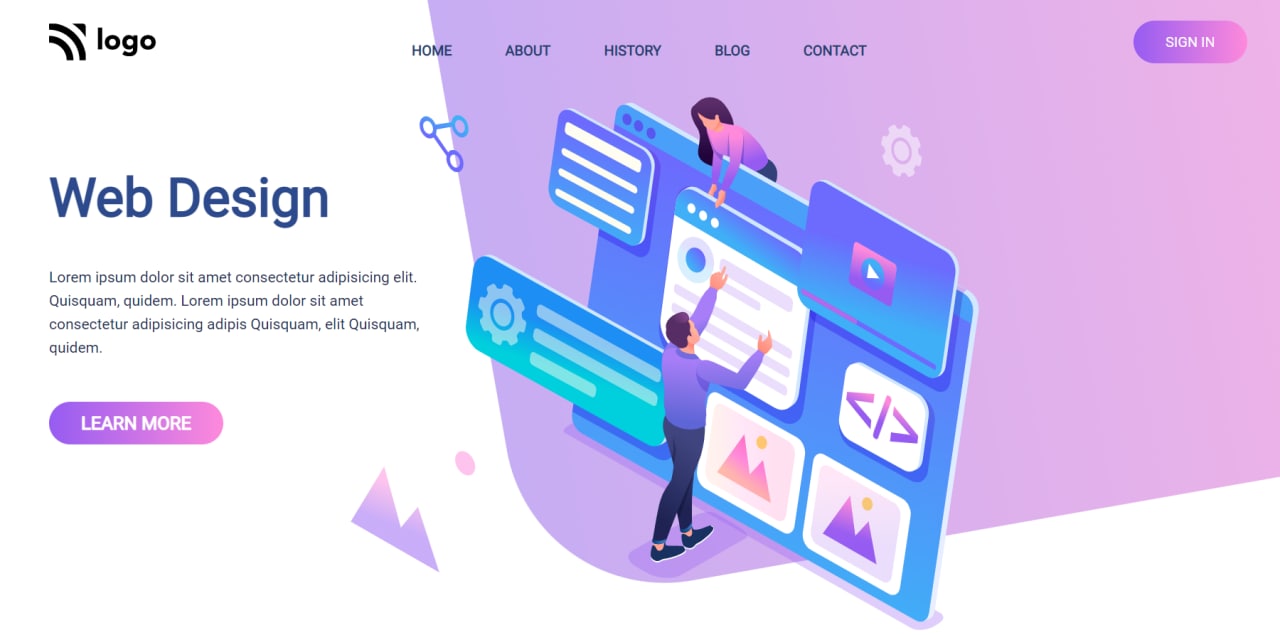 logo
HOME ABOUT HISTORY BLOG CONTACT
SIGN IN
Web Design
Lorem ipsum dolor sit amet consectetur adipisicing elit.
Quisquam, quidem. Lorem ipsum dolor sit amet
consectetur adipisicing adipis Quisquam, elit Quisquam,
quidem.
LEARN MORE
</>